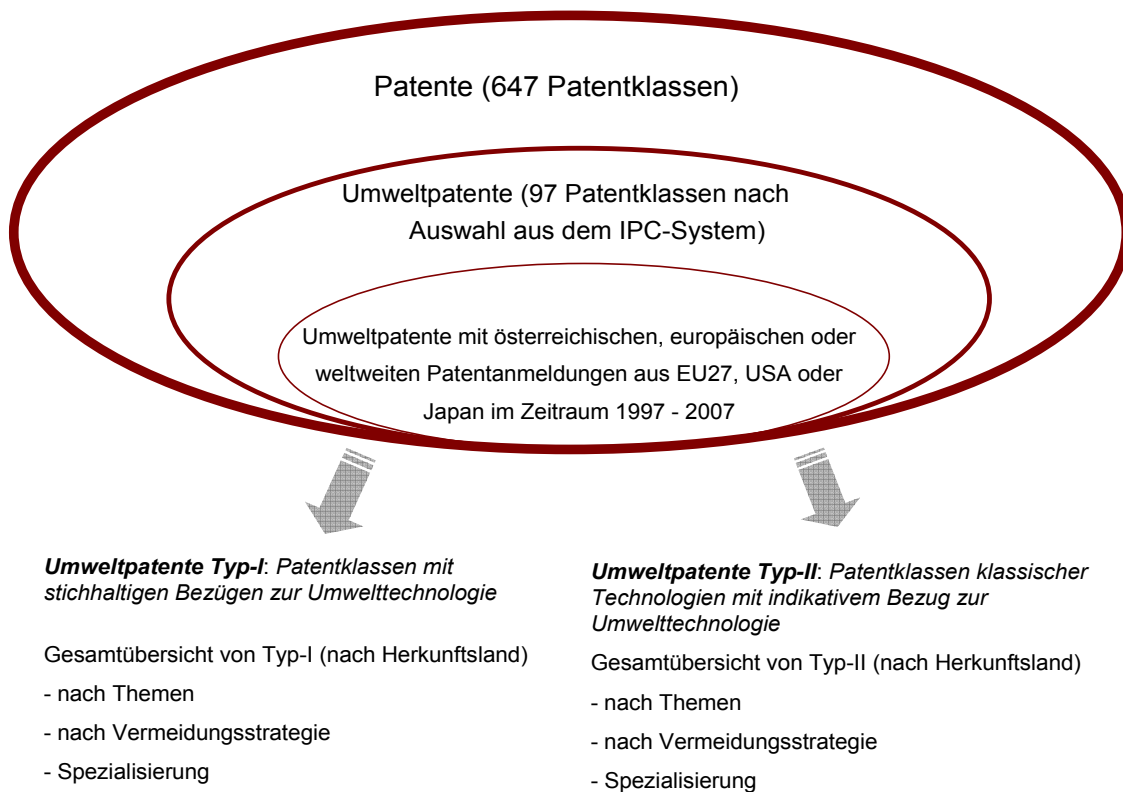 Patente (647 Patentklassen)
Umweltpatente (97 Patentklassen nach
Auswahl aus dem IPC-System)
Umweltpatente mit österreichischen, europäischen oder
weltweiten Patentanmeldungen aus EU27, USA oder
Japan im Zeitraum 1997 - 2007
Umweltpatente Typ-I: Patentklassen mit
stichhaltigen Bezügen zur Umwelttechnologie
Gesamtübersicht von Typ-I (nach Herkunftsland)
- nach Themen
- nach Vermeidungsstrategie
- Spezialisierung
Umweltpatente Typ-II: Patentklassen klassischer
Technologien mit indikativem Bezug zur
Umwelttechnologie
Gesamtübersicht von Typ-II (nach Herkunftsland)
- nach Themen
- nach Vermeidungsstrategie
- Spezialisierung